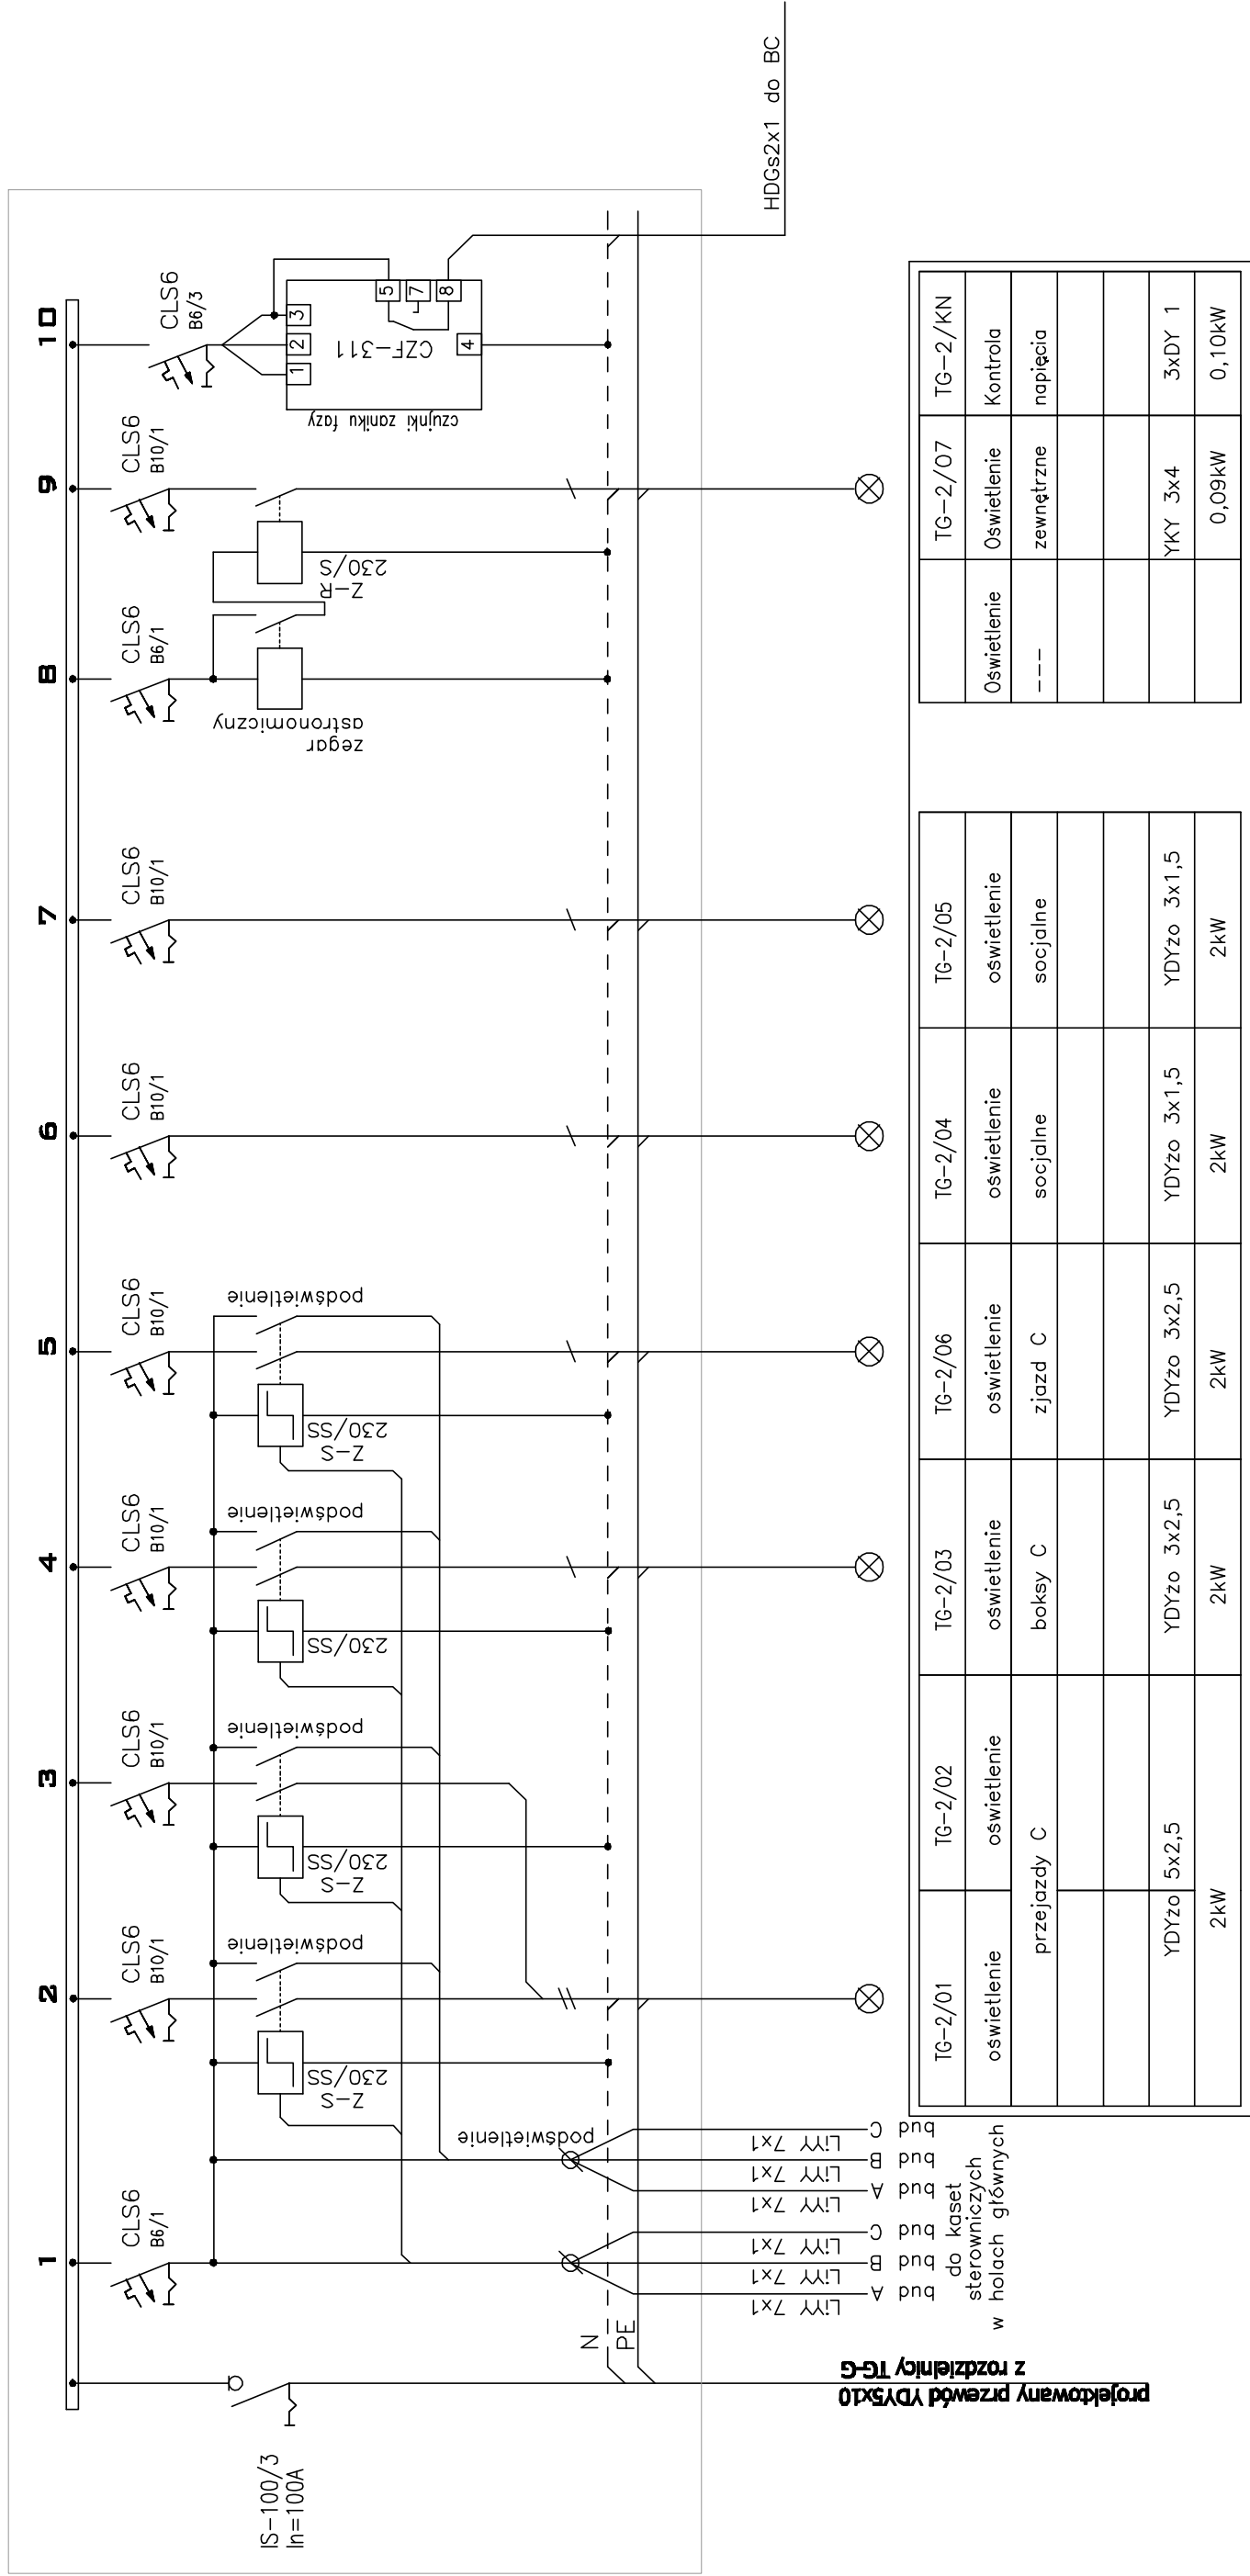 1
2
3
4
5
6
7
8
9
10
IS-100/3
In=100A
CLS6
B6/1
CLS6
B10/1
CLS6
B10/1
CLS6
B10/1
CLS6
B10/1
CLS6
B10/1
CLS6
B10/1
CLS6
B6/1
CLS6
B10/1
CLS6
B6/3
Z-S
230/SS
podświetlenie
Z-S
230/SS
podświetlenie
230/SS
podświetlenie
Z-S
230/SS
podświetlenie
zegar
astronomiczny
Z-R
230/S
czujniki zaniku fazy
CZF-311
1
2
3
4
5
7
8
HDGs2x1 do BC
N
PE
podświetlenie
LiYY 7x1
LiYY 7x1
LiYY 7x1
LiYY 7x1
LiYY 7x1
LiYY 7x1
bud A
bud B
bud C
bud A
bud B
bud C
do kaset
sterowniczych
w holach głównych
projektowany przewód YDY5x10
z rozdzielnicy TG-G
TG-2/01
TG-2/02
TG-2/03
TG-2/06
TG-2/04
TG-2/05
TG-2/07
TG-2/KN
oświetlenie
oświetlenie
oświetlenie
oświetlenie
oświetlenie
oświetlenie
Oświetlenie
Oświetlenie
Kontrola
przejazdy C
boksy C
zjazd C
socjalne
socjalne
---
zewnętrzne
napięcia
YDYżo 5x2,5
YDYżo 3x2,5
YDYżo 3x2,5
YDYżo 3x1,5
YDYżo 3x1,5
YKY 3x4
3xDY 1
2kW
2kW
2kW
2kW
2kW
0,09kW
0,10kW